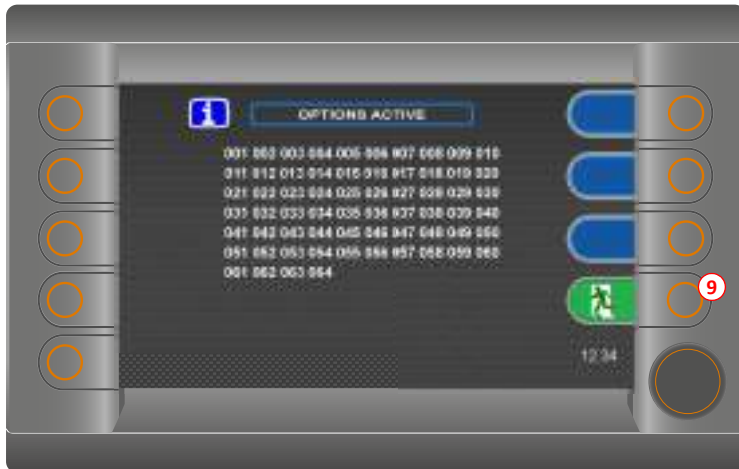 i OPTIONS ACTIVE
001 002 003 004 005 006 007 008 009 010
011 012 013 014 015 016 017 018 019 020
021 022 023 024 025 026 027 028 029 030
031 032 033 034 035 036 037 038 039 040
041 042 043 044 045 046 047 048 049 050
051 052 053 054 055 056 057 058 059 060
061 062 063 064
9
12:34